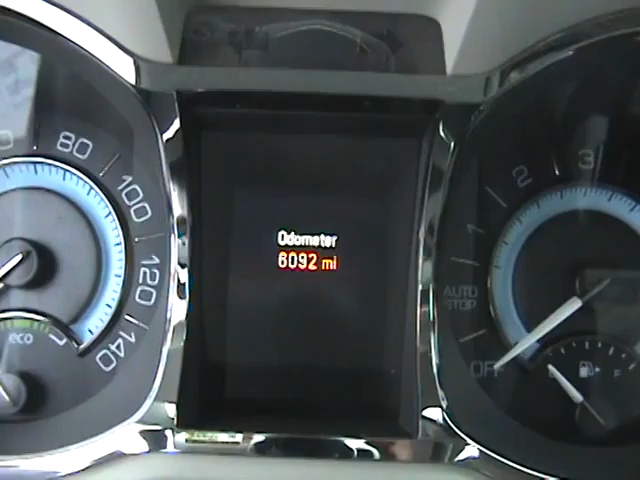 80
100
120
140
eco
Odometer
6092 mi
3
2
1
AUTO
STOP
OFF
F